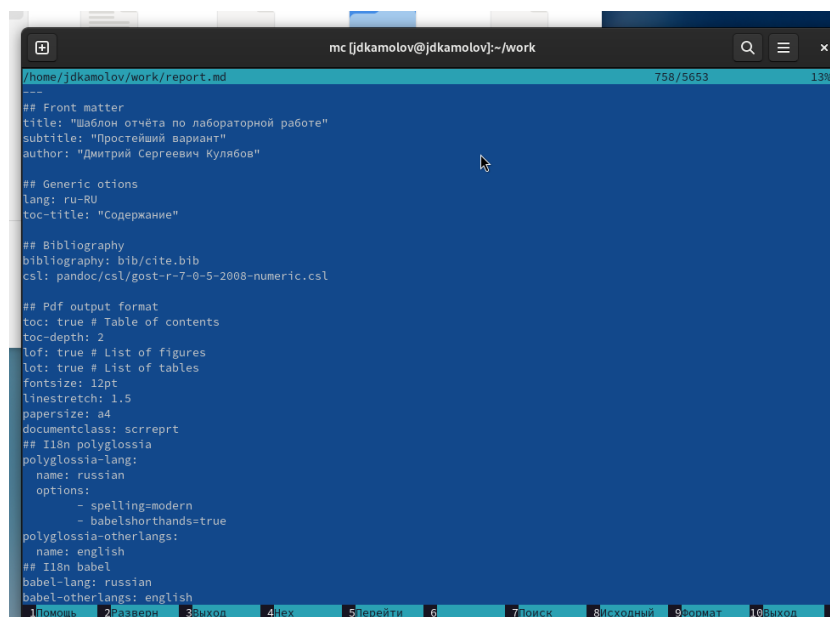 mc [jdkamolov@jdkamolov]:~/work
/home/jdkamolov/work/report.md 758/5653 13%
---
## Front matter
title: "Шаблон отчёта по лабораторной работе"
subtitle: "Простейший вариант"
author: "Дмитрий Сергеевич Кулябов"
## Generic otions
lang: ru-RU
toc-title: "Содержание"
## Bibliography
bibliography: bib/cite.bib
csl: pandoc/csl/gost-r-7-0-5-2008-numeric.csl
## Pdf output format
toc: true # Table of contents
toc-depth: 2
lof: true # List of figures
lot: true # List of tables
fontsize: 12pt
linestretch: 1.5
papersize: a4
documentclass: scrreprt
## I18n polyglossia
polyglossia-lang:
  name: russian
  options:
	- spelling=modern
	- babelshorthands=true
polyglossia-otherlangs:
  name: english
## I18n babel
babel-lang: russian
babel-otherlangs: english
1Помощь 2Разверн 3Выход 4Hex 5Перейти 6 7Поиск 8Исходный 9Формат 10Выход